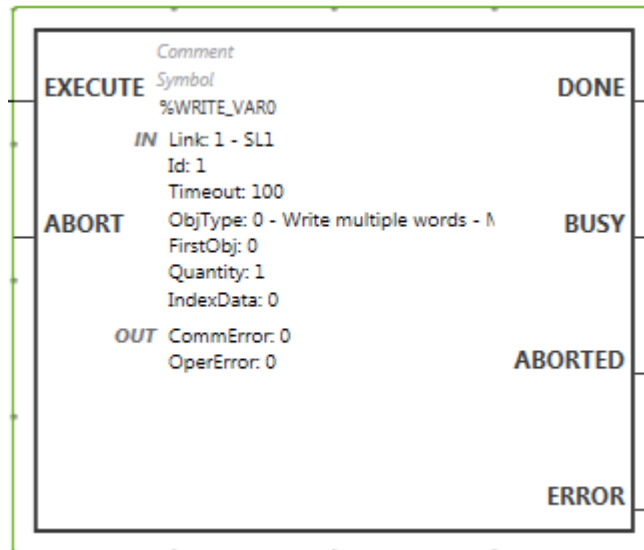 Comment
EXECUTE Symbol DONE
%WRITE_VAR0
IN Link: 1 - SL1
Id: 1
Timeout: 100
ABORT ObjType: 0 - Write multiple words - BUSY
FirstObj: 0
Quantity: 1
IndexData: 0
OUT CommError: 0
OperError: 0 ABORTED
ERROR